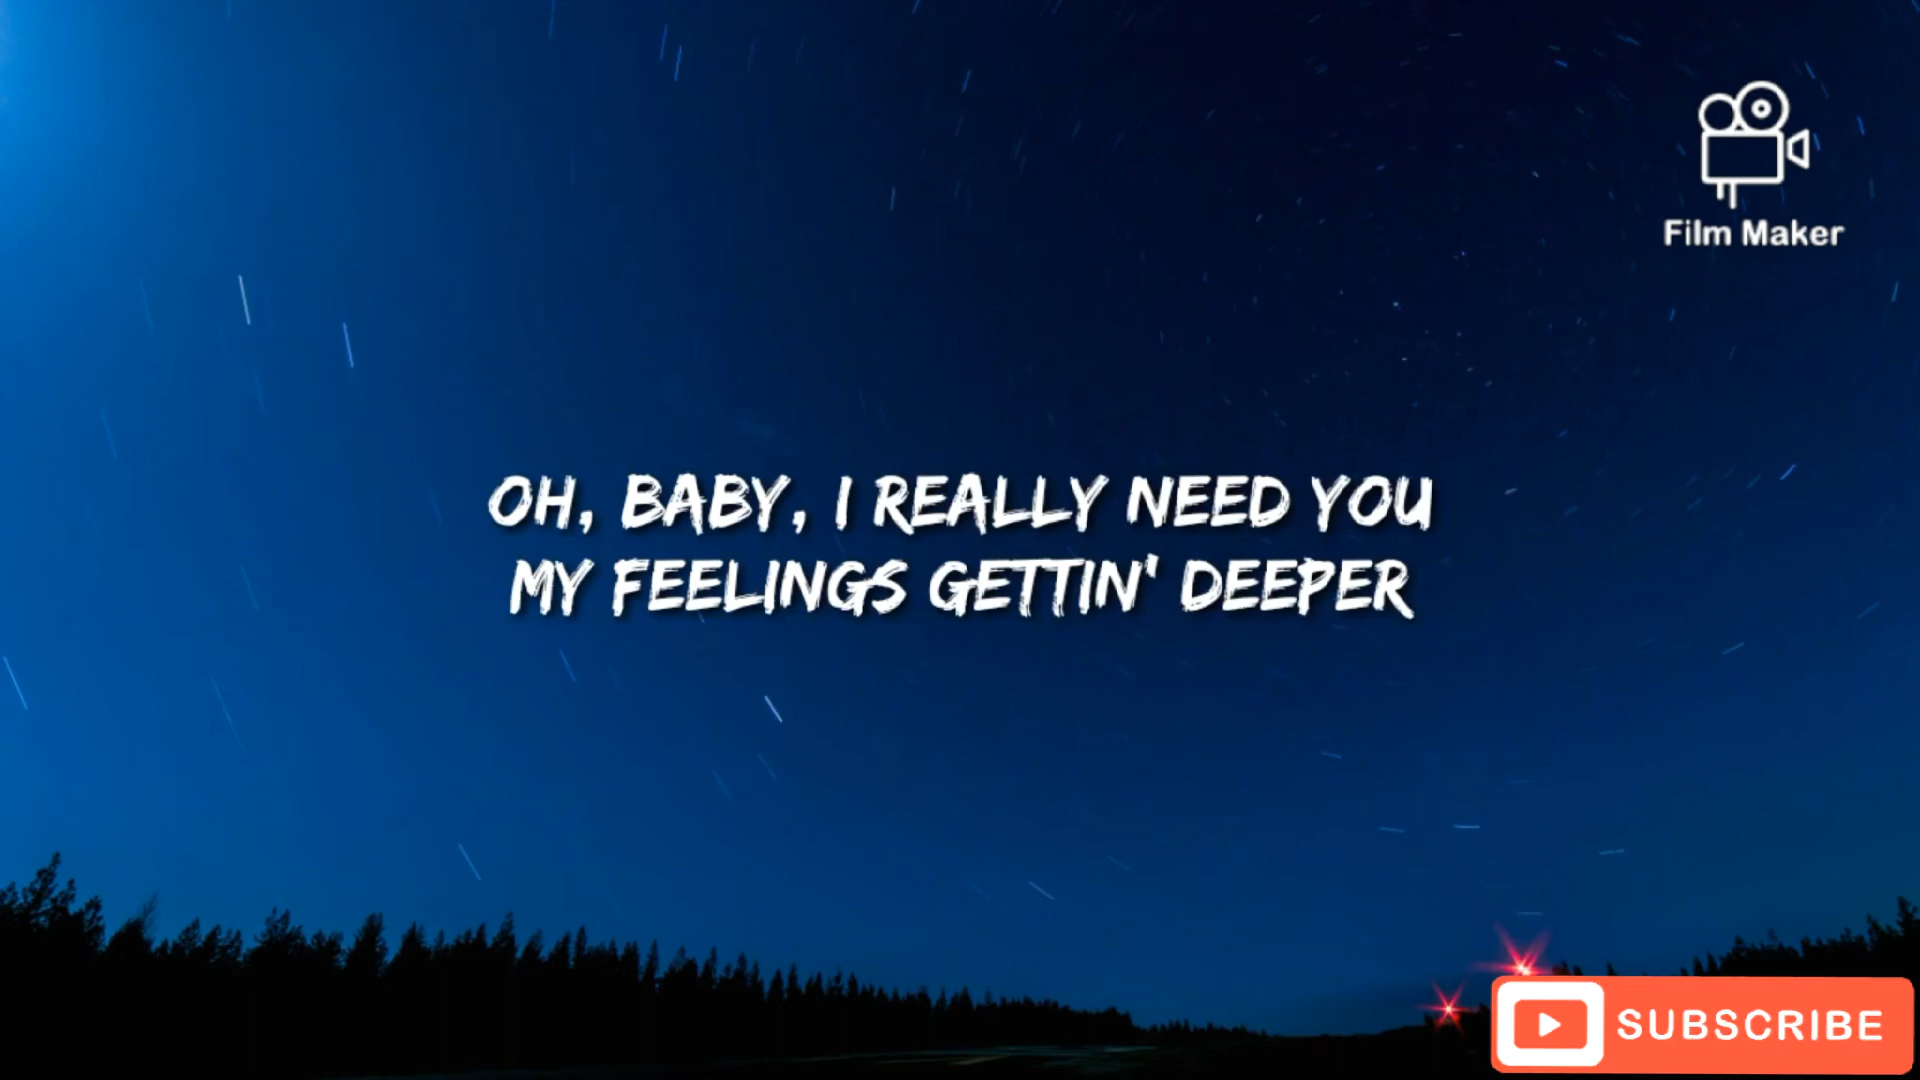 Film Maker
OH, BABY, I REALLY NEED YOU
MY FEELINGS GETTIN' DEEPER
SUBSCRIBE